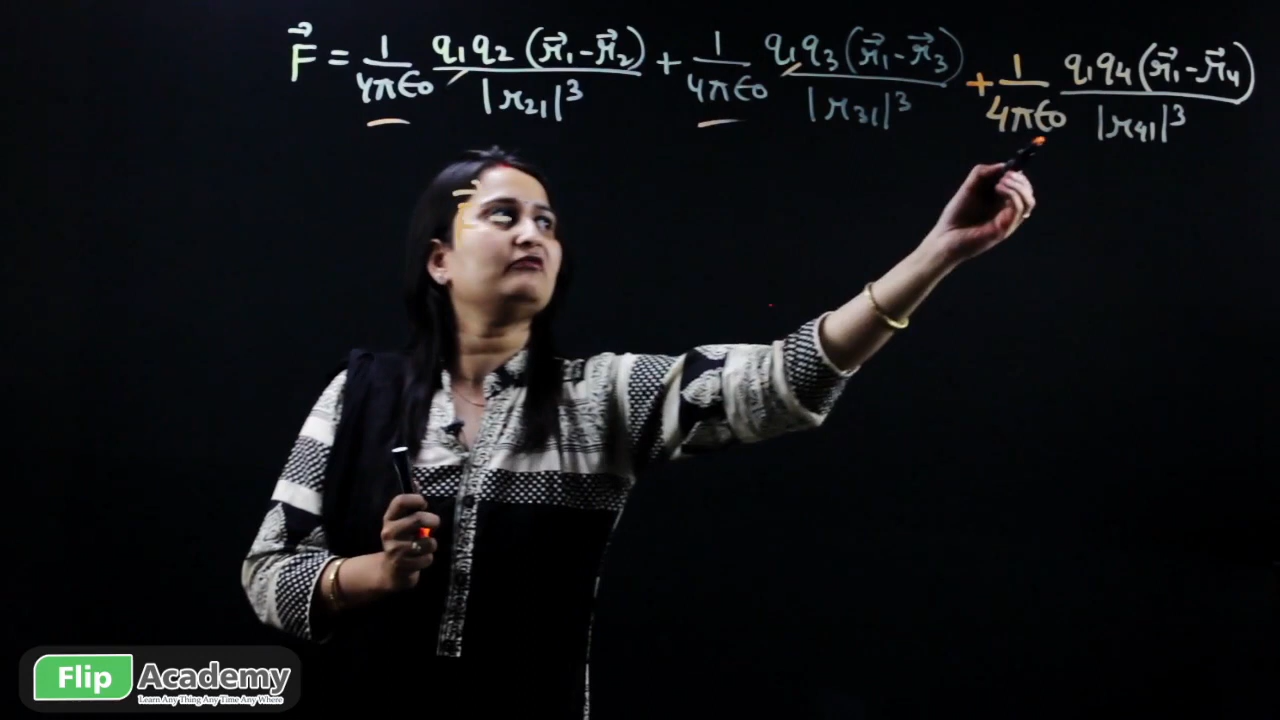 F⃗ = 1/4πϵ0 q1q2 (r⃗1-r⃗2)/|r21|³ + 1/4πϵ0 q1q3 (r⃗1-r⃗3)/|r31|³ + 1/4πϵ0 q1q4 (r⃗1-r⃗4)/|r41|³
Flip Academy
Learn Any Thing Any Time Any Where